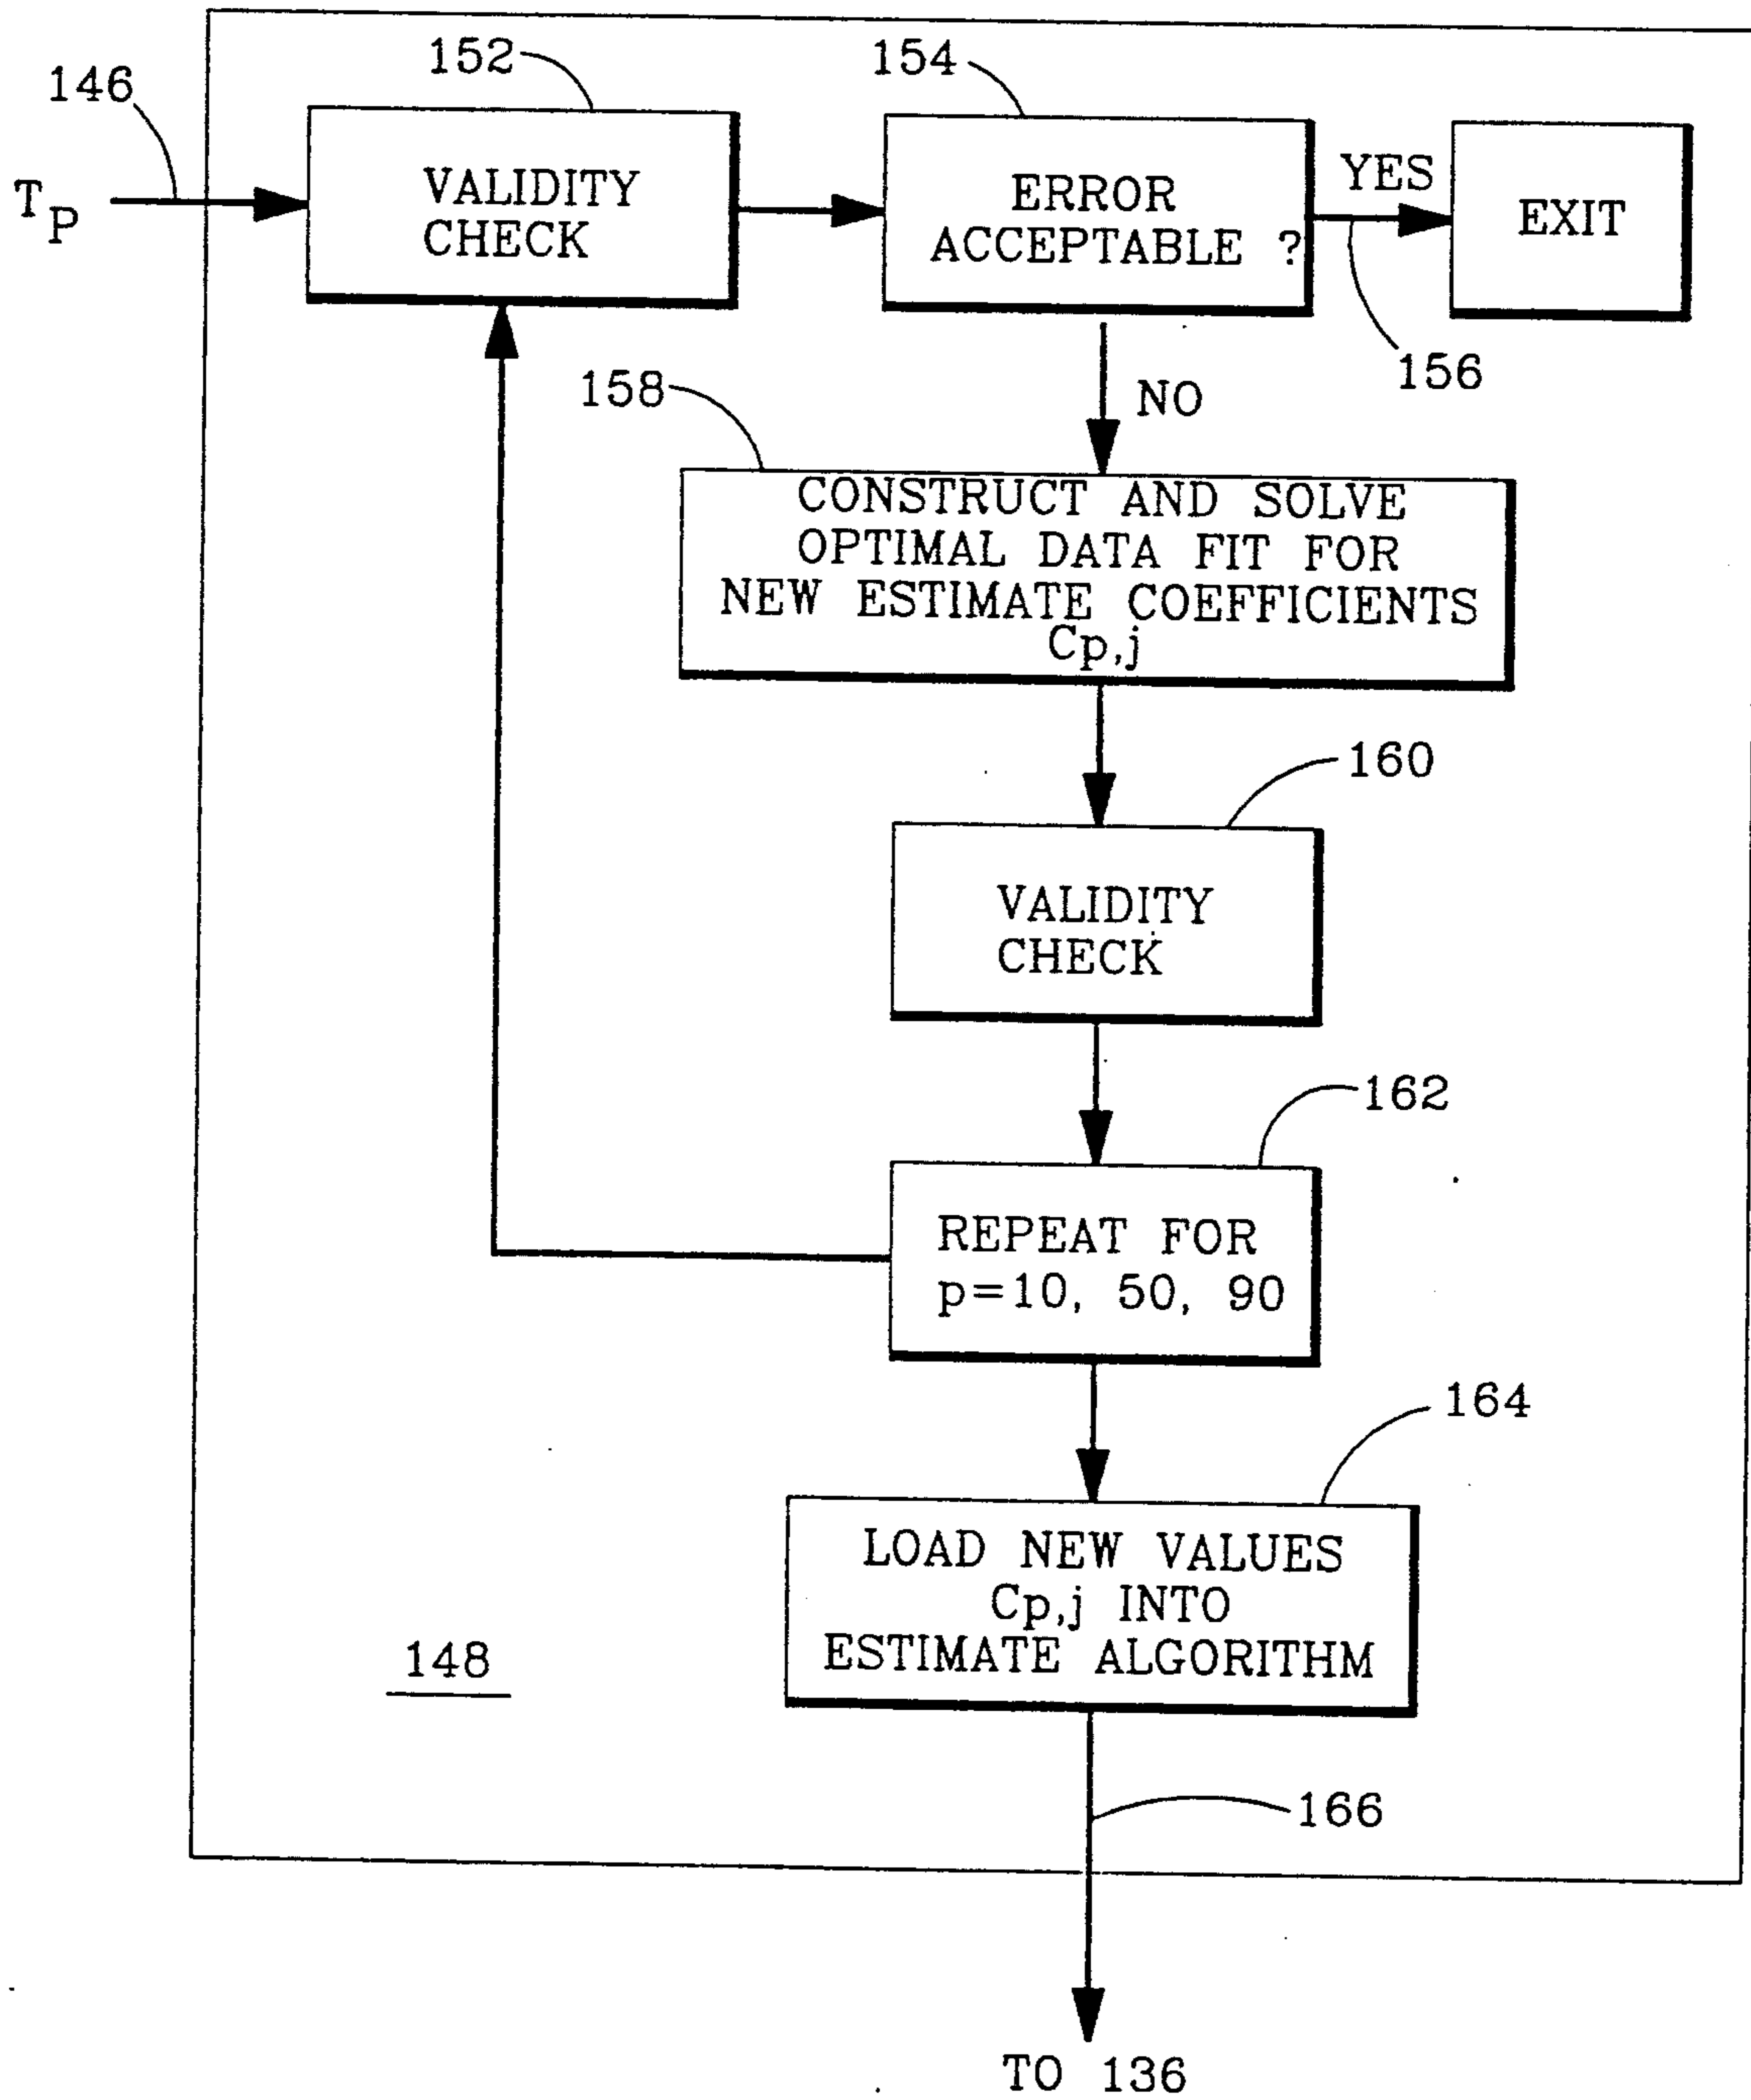 152
154
146
T_P
VALIDITY
CHECK
ERROR
ACCEPTABLE ?
YES
EXIT
156
158
NO
CONSTRUCT AND SOLVE
OPTIMAL DATA FIT FOR
NEW ESTIMATE COEFFICIENTS
Cp,j
160
VALIDITY
CHECK
162
REPEAT FOR
p=10, 50, 90
164
LOAD NEW VALUES
Cp,j INTO
ESTIMATE ALGORITHM
148
166
TO 136